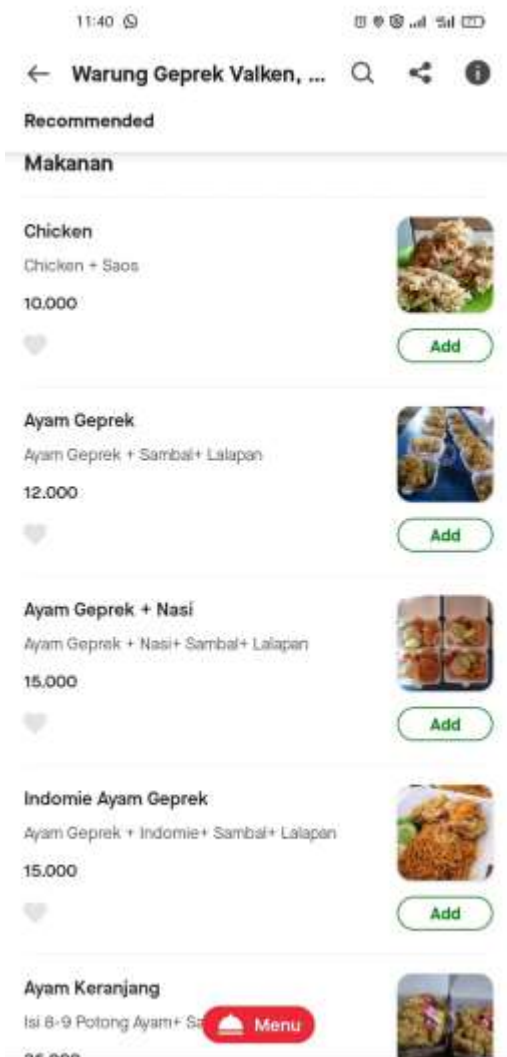 11:40
Warung Geprek Valken, ...
Recommended
Makanan
Chicken
Chicken + Saos
10.000
Add
Ayam Geprek
Ayam Geprek + Sambal+ Lalapan
12.000
Add
Ayam Geprek + Nasi
Ayam Geprek + Nasi+ Sambal+ Lalapan
15.000
Add
Indomie Ayam Geprek
Ayam Geprek + Indomie+ Sambal+ Lalapan
15.000
Add
Ayam Keranjang
Isi 8-9 Potong Ayam+
Menu